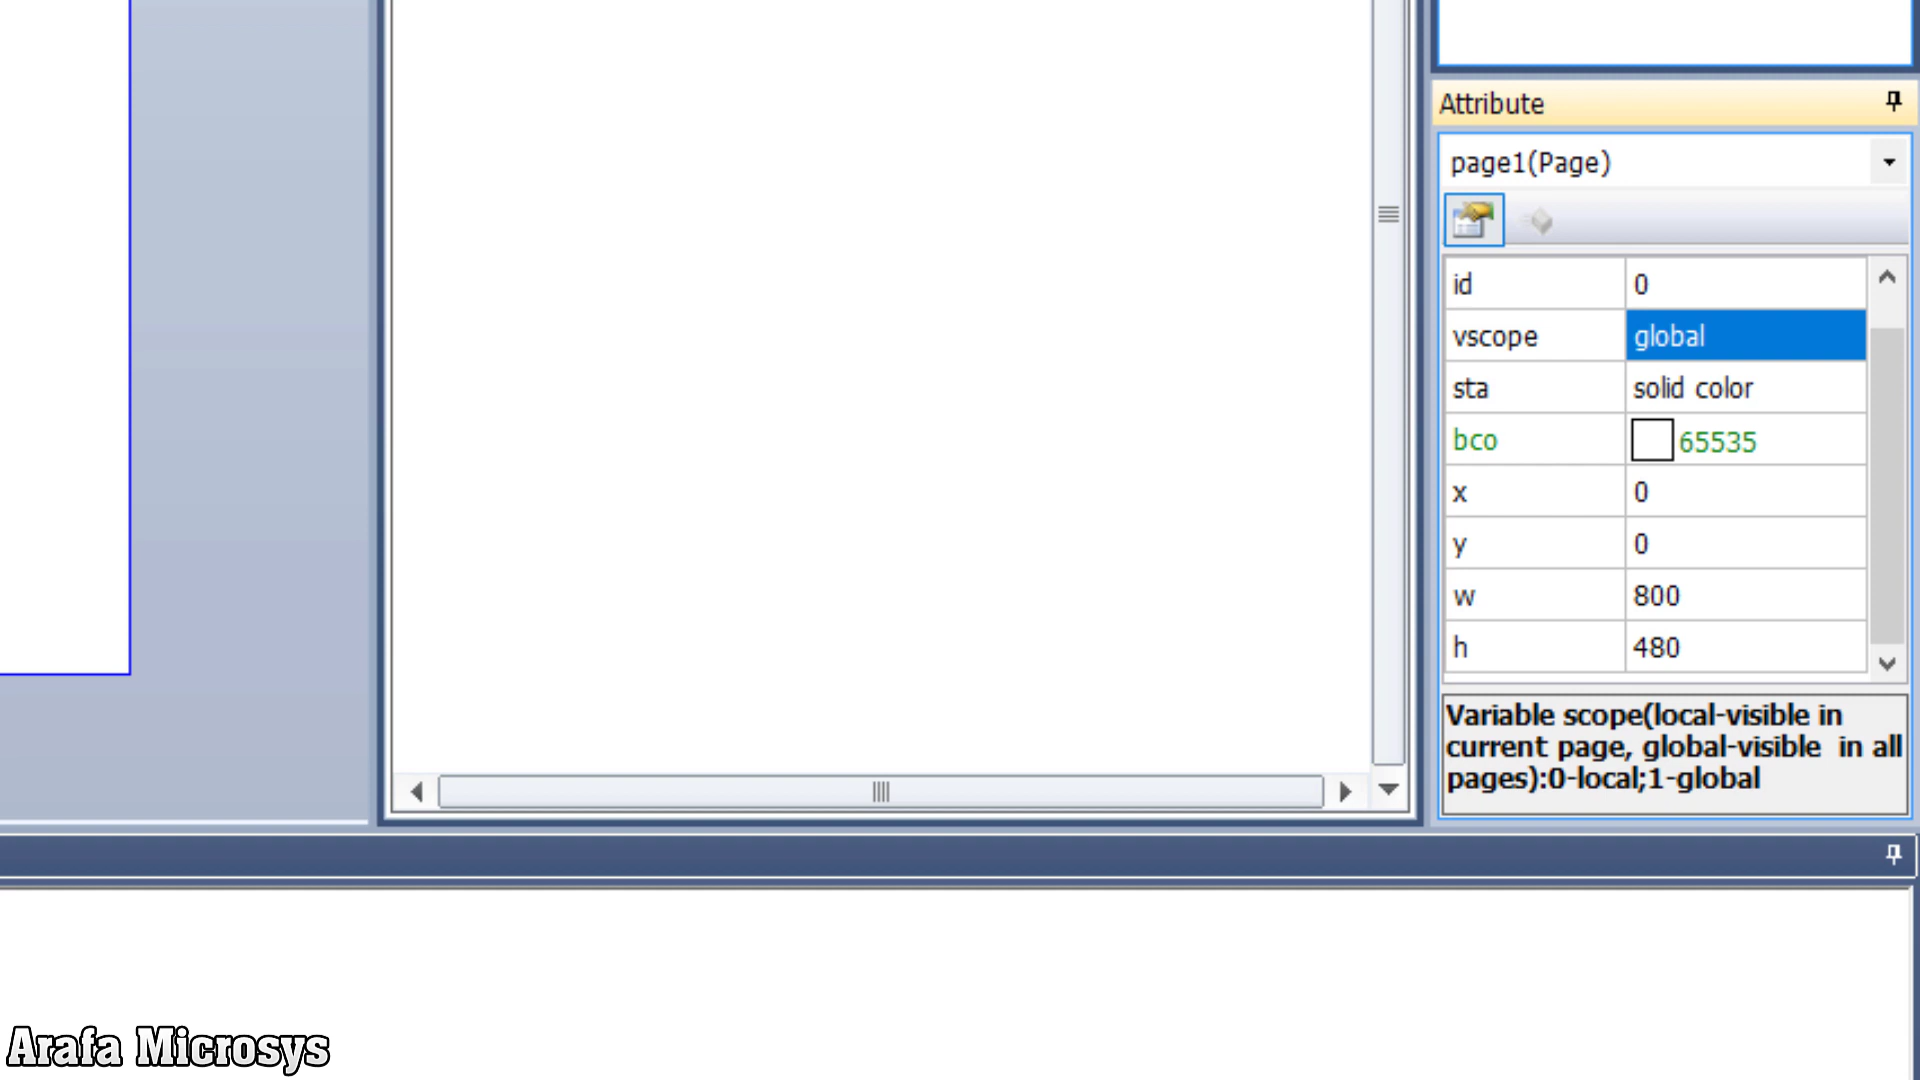 Attribute
page1(Page)
id 0
vscope global
sta solid color
bco 65535
x 0
y 0
w 800
h 480
Variable scope(local-visible in
current page, global-visible in all
pages):0-local;1-global
Arafa Microsys